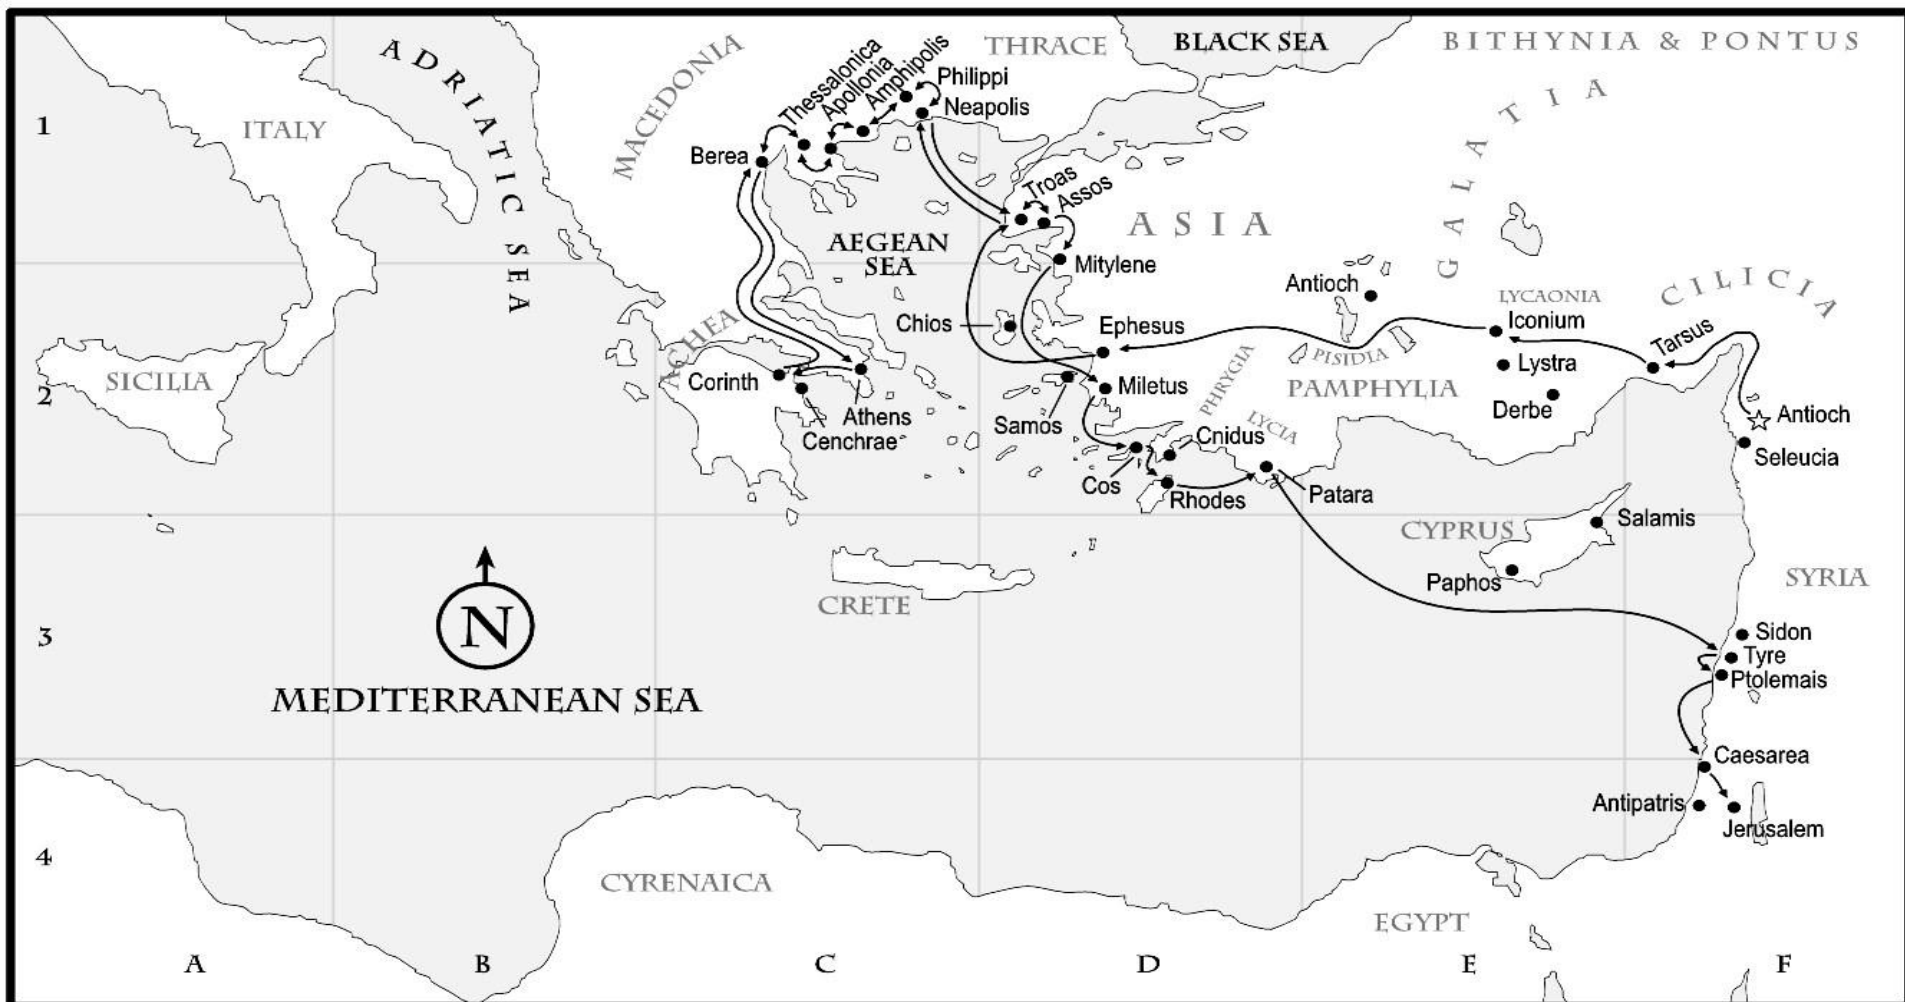 ADRIATIC SEA
MACEDONIA
THRACE
BLACK SEA
BITHYNIA & PONTUS
GALATIA
1
ITALY
Thessalonica
Apollonia
Amphipolis
Philippi
Neapolis
Berea
Troas
Assos
ASIA
AEGEAN
SEA
Mitylene
Antioch
LYCAONIA
Iconium
CILICIA
Chios
Ephesus
Tarsus
ACHEA
PISIDIA
PHRYGIA
Lystra
2
SICILIA
Corinth
Miletus
PAMPHYLIA
Derbe
Athens
Cenchrae
Samos
LYCIA
Cnidus
Antioch
Seleucia
Cos
Rhodes
Patara
CYPRUS
Salamis
Paphos
SYRIA
N
CRETE
3
Sidon
Tyre
Ptolemais
MEDITERRANEAN SEA
Caesarea
Antipatris
Jerusalem
4
CYRENAICA
EGYPT
A
B
C
D
E
F